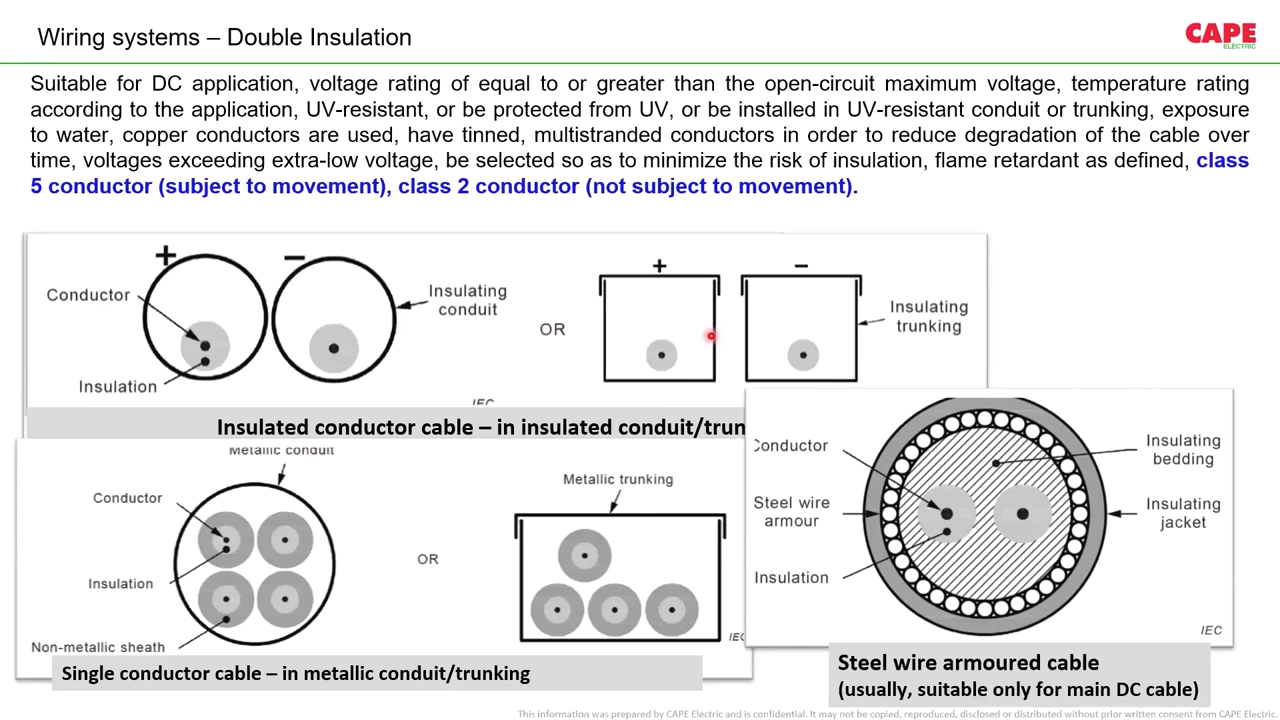 Wiring systems – Double Insulation
CAPE
ELECTRIC
Suitable for DC application, voltage rating of equal to or greater than the open-circuit maximum voltage, temperature rating
according to the application, UV-resistant, or be protected from UV, or be installed in UV-resistant conduit or trunking, exposure
to water, copper conductors are used, have tinned, multistranded conductors in order to reduce degradation of the cable over
time, voltages exceeding extra-low voltage, be selected so as to minimize the risk of insulation, flame retardant as defined, class
5 conductor (subject to movement), class 2 conductor (not subject to movement).
+
−
Conductor
Insulation
Insulating
conduit
OR
+
−
Insulating
trunking
IEC
Insulated conductor cable – in insulated conduit/trun
Metallic conduit
Conductor
Insulation
Non-metallic sheath
OR
Metallic trunking
IEC
Single conductor cable – in metallic conduit/trunking
Conductor
Steel wire
armour
Insulation
Insulating
bedding
Insulating
jacket
IEC
Steel wire armoured cable
(usually, suitable only for main DC cable)
This information was prepared by CAPE Electric and is confidential. It may not be copied, reproduced, disclosed or distributed without prior written consent from CAPE Electric.